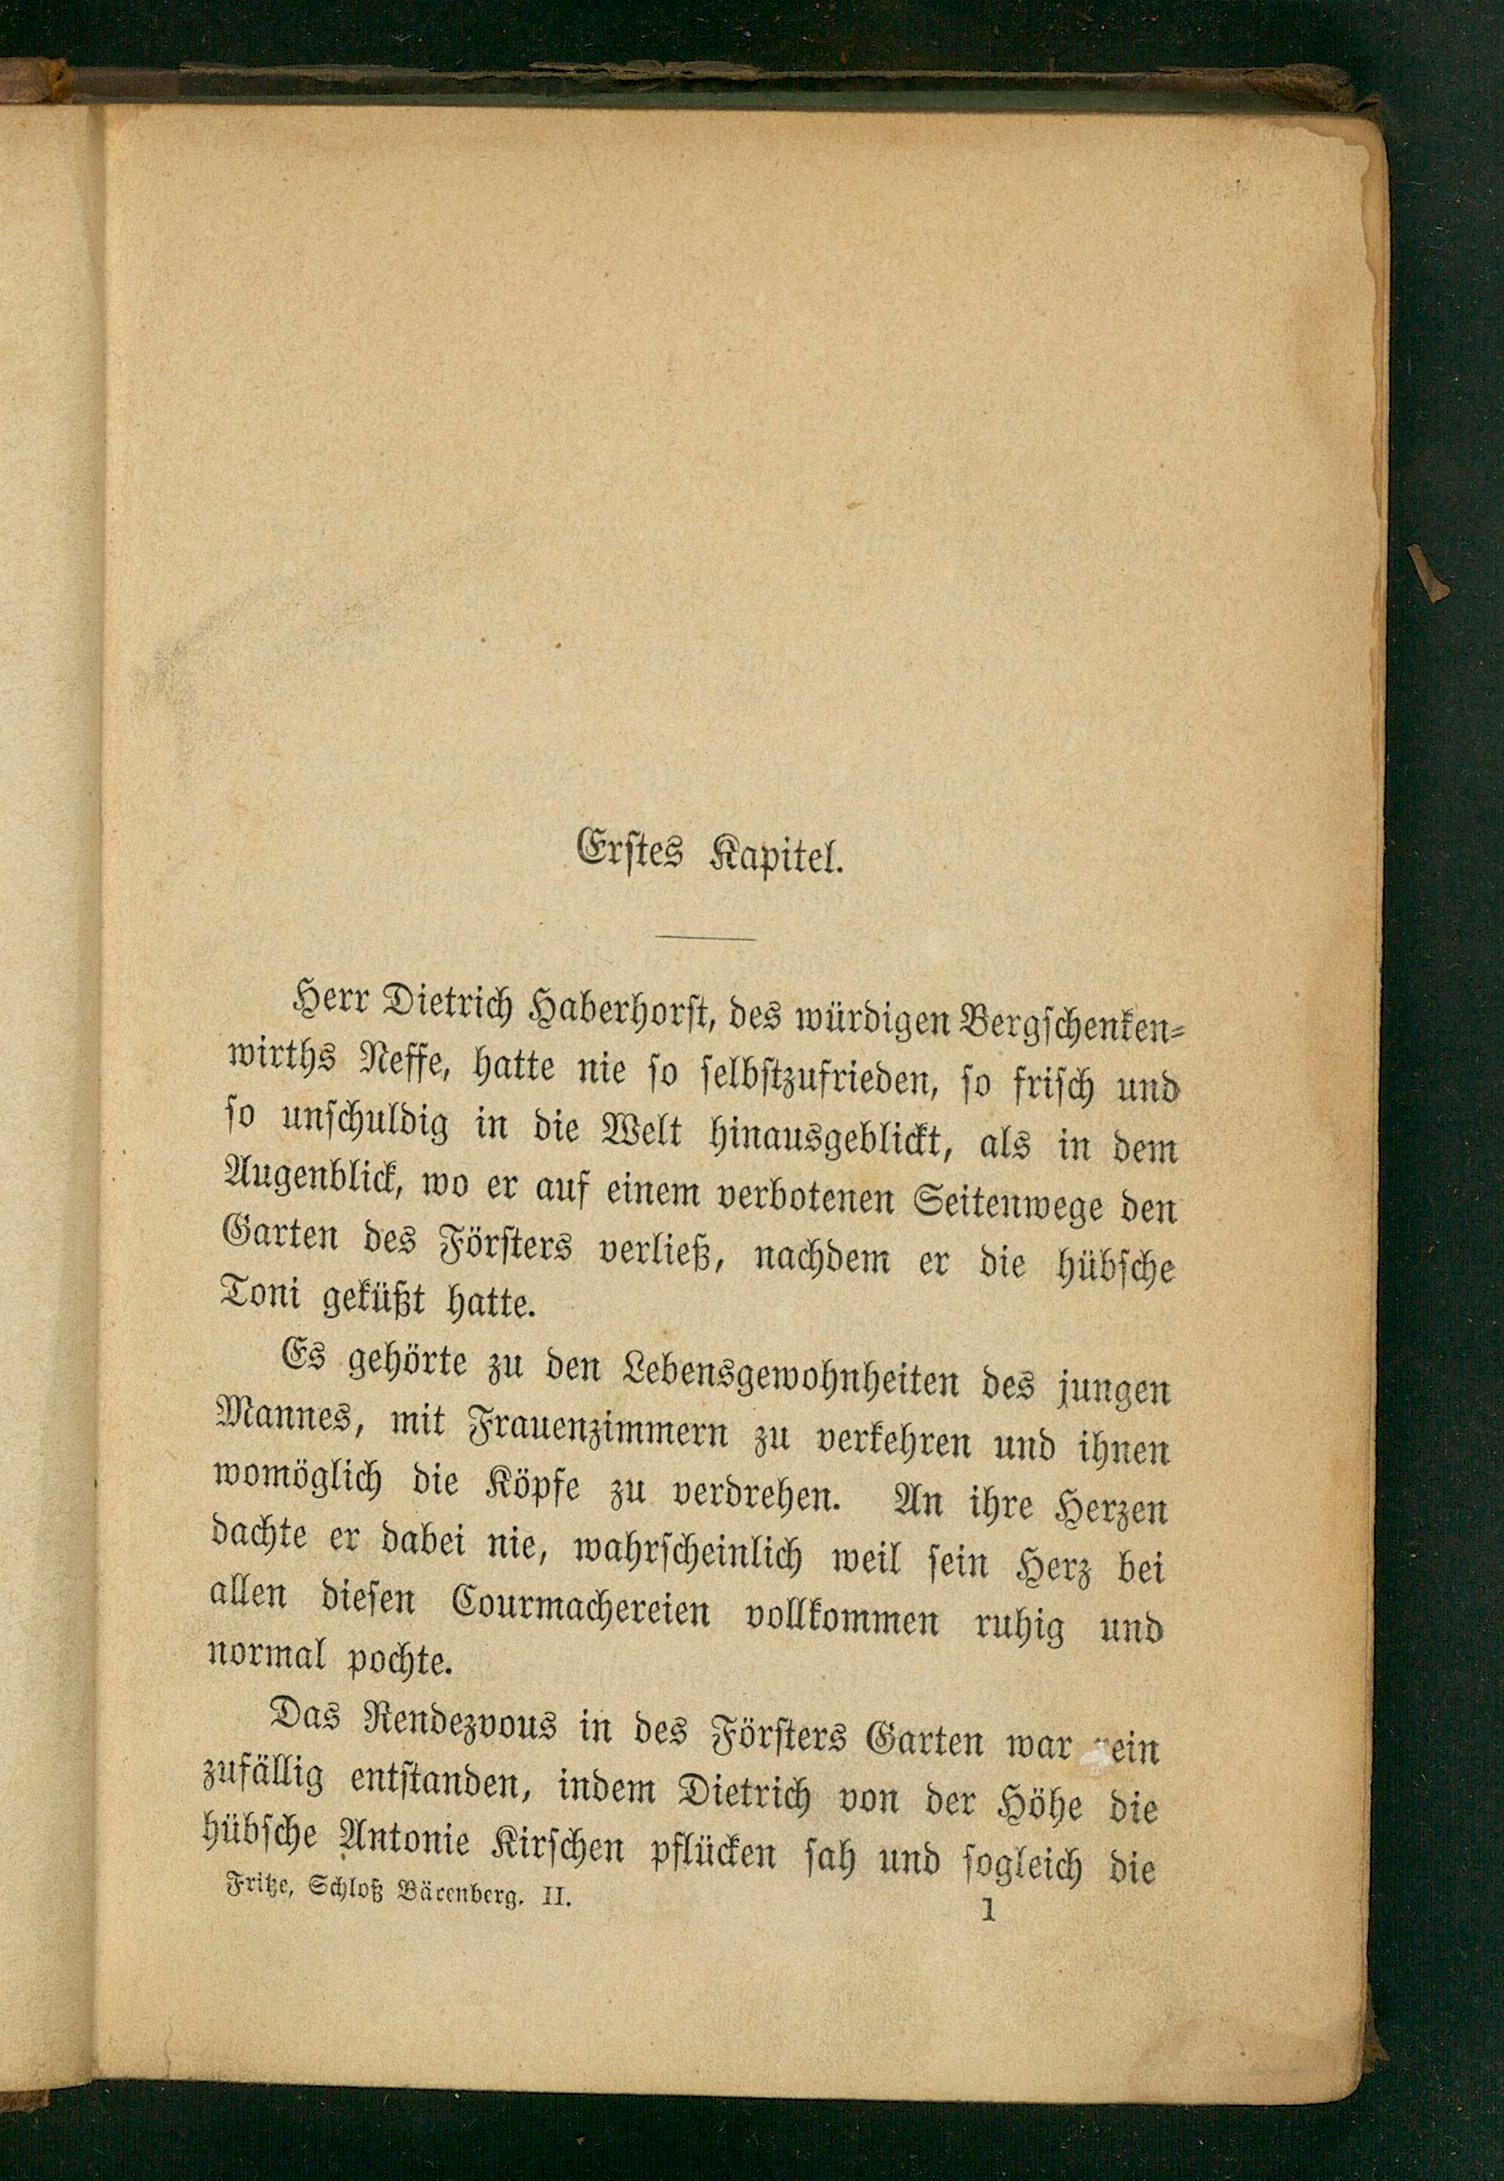 Erstes Kapitel.
Herr Dietrich Haberhorst, des würdigen Bergschenken-
wirths Neffe, hatte nie so selbstzufrieden, so frisch und
so unschuldig in die Welt hinausgeblickt, als in dem
Augenblick, wo er auf einem verbotenen Seitenwege den
Garten des Försters verließ, nachdem er die hübsche
Toni geküßt hatte.
Es gehörte zu den Lebensgewohnheiten des jungen
Mannes, mit Frauenzimmern zu verkehren und ihnen
womöglich die Köpfe zu verdrehen. An ihre Herzen
dachte er dabei nie, wahrscheinlich weil sein Herz bei
allen diesen Courmachereien vollkommen ruhig und
normal pochte.
Das Rendezvous in des Försters Garten war rein
zufällig entstanden, indem Dietrich von der Höhe die
hübsche Antonie Kirschen pflücken sah und sogleich die
Fritze, Schloß Bärenberg. II.
1